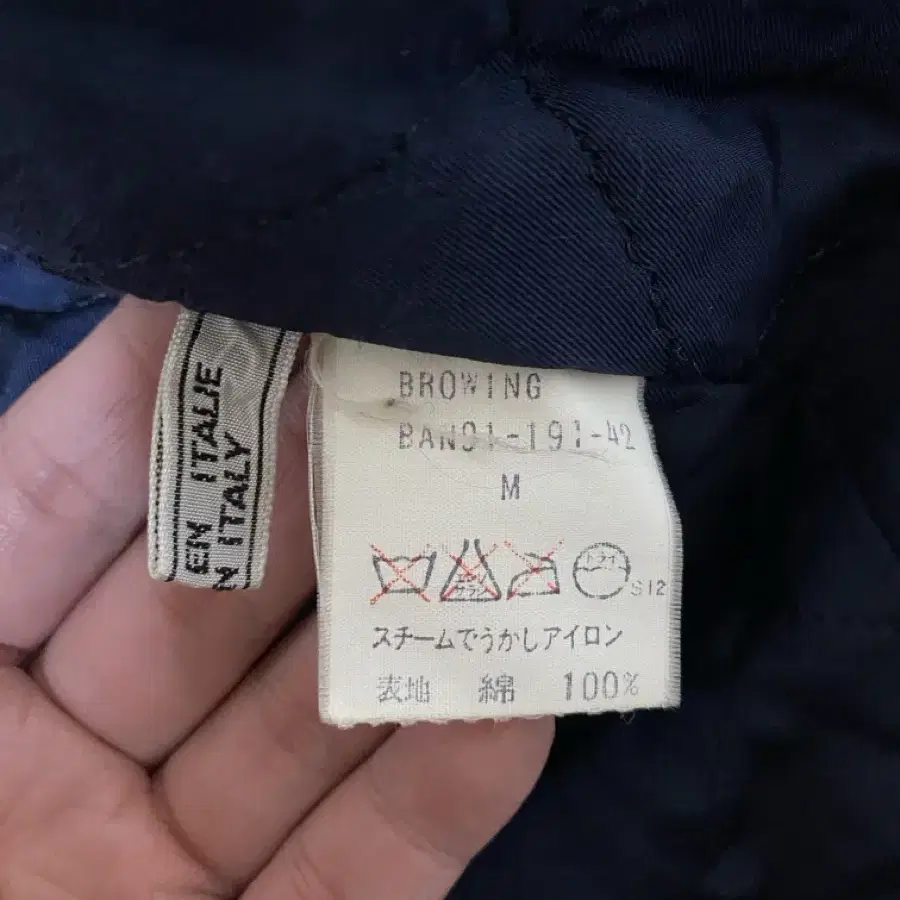 EN ITALIE
N ITALY
BROWING
BAN91-191-42
M
S12
スチームでうかしアイロン
表地 綿 100%